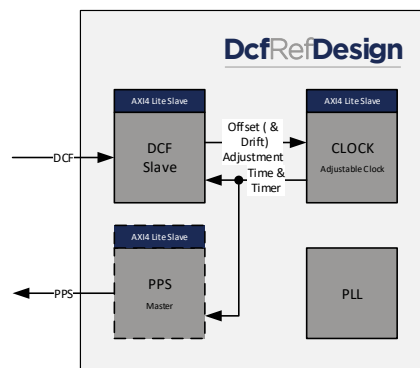 DcfRefDesign
AXI4 Lite Slave
DCF
Slave
Offset ( &
Drift)
Adjustment
Time &
Timer
AXI4 Lite Slave
CLOCK
Adjustable Clock
DCF
AXI4 Lite Slave
PPS
Master
PPS
PLL